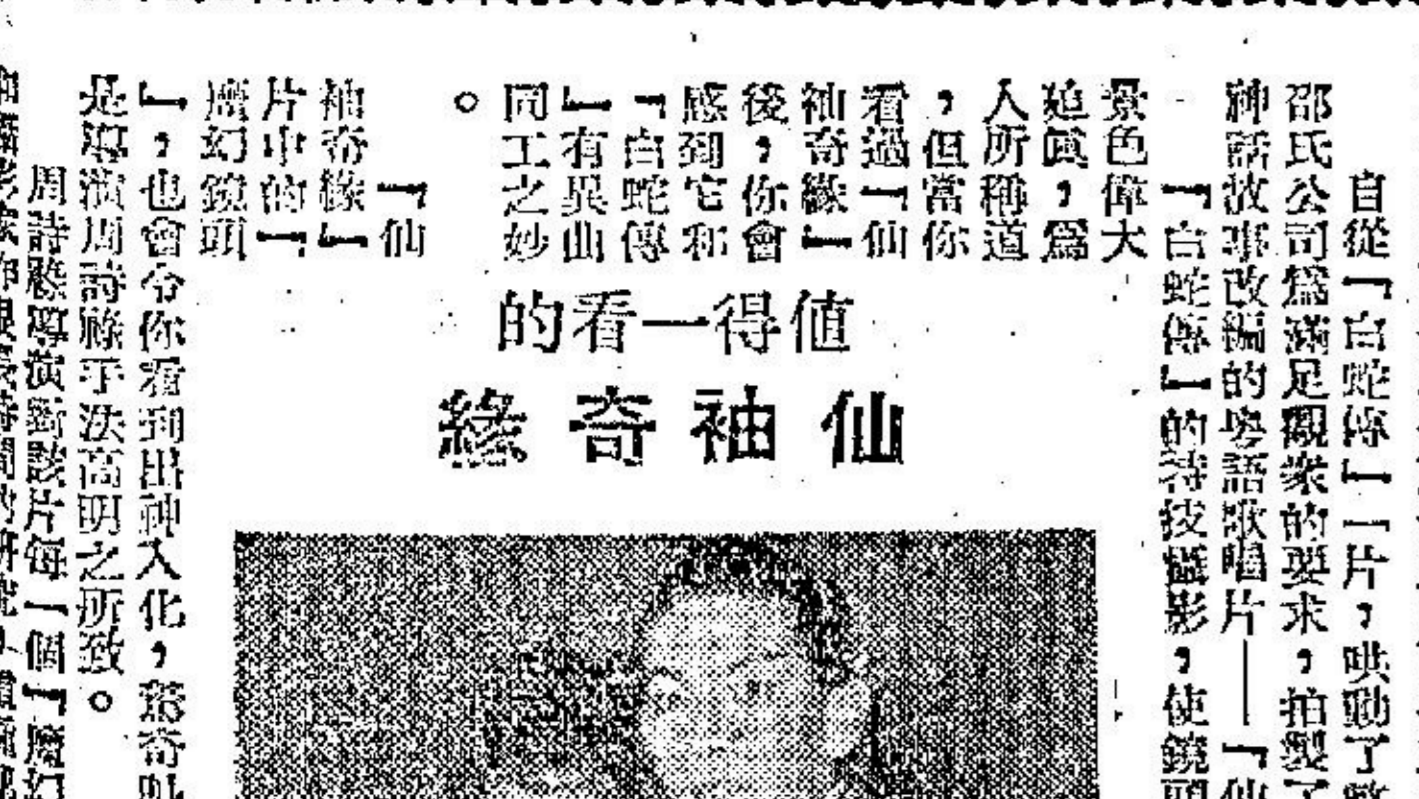 自從『白蛇傳』一片，哄動了
邵氏公司爲滿足觀衆的要求，拍製了
神話故事改編的粤語歌唱片——『仙
『白蛇傳』的特技攝影，使鏡頭
景色偉大
迫眞，爲
人所稱道
，但當你
看過『仙
袖奇緣』
後，你會
感到它和
『白蛇傳
』有異曲
同工之妙
。
值得一看的
仙袖奇緣
『仙
袖奇緣』
片中的『
魔幻鏡頭
』，也會令你看到出神入化，
是導演周詩祿手法高明之所致。
周詩祿導演對該片每一個『魔幻